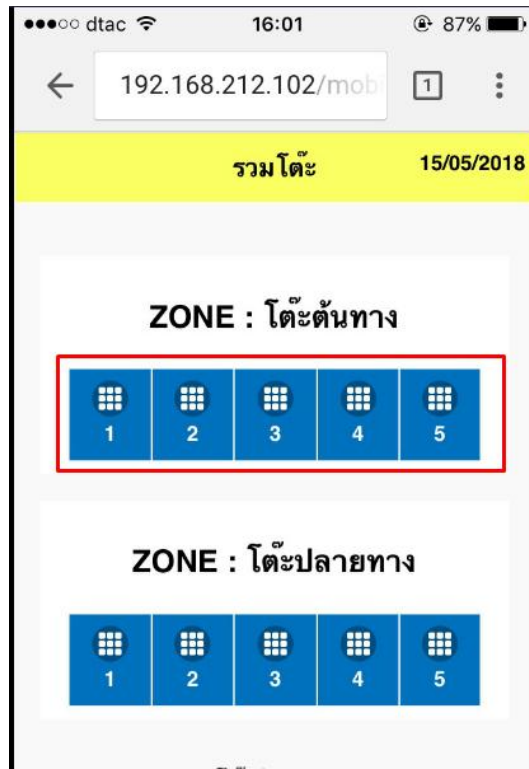 dtac 16:01 87%
192.168.212.102/mob 1
รวมโต๊ะ 15/05/2018
ZONE : โต๊ะต้นทาง
1 2 3 4 5
ZONE : โต๊ะปลายทาง
1 2 3 4 5